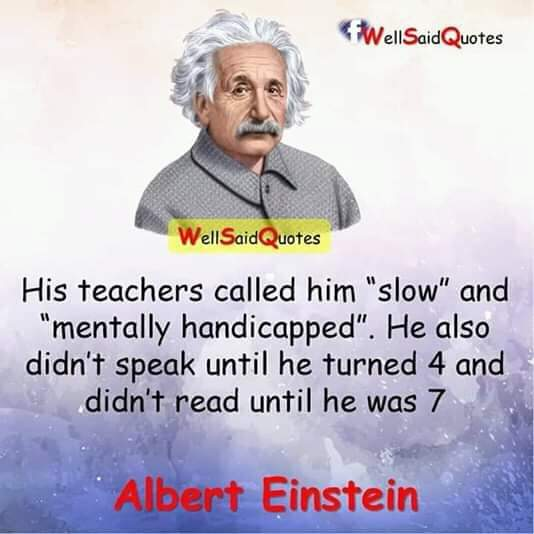 WellSaidQuotes
WellSaidQuotes
His teachers called him “slow” and
“mentally handicapped”. He also
didn’t speak until he turned 4 and
didn’t read until he was 7
Albert Einstein